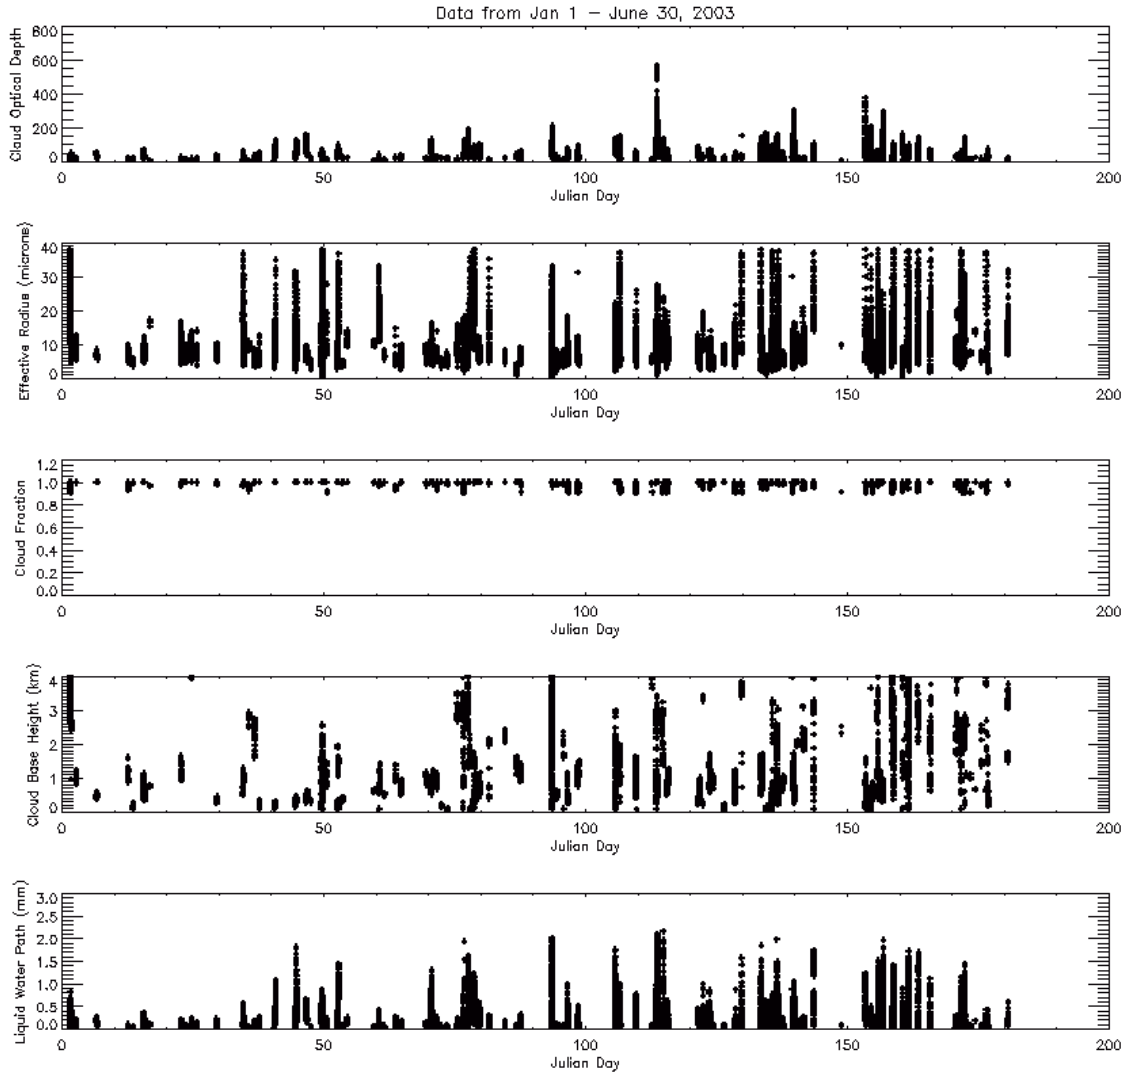 Data from Jan 1 – June 30, 2003
Cloud Optical Depth
800
600
400
200
0
0 50 100 150 200
Julian Day
Effective Radius (microns)
40
30
20
10
0
0 50 100 150 200
Julian Day
Cloud Fraction
1.2
1.0
0.8
0.6
0.4
0.2
0.0
0 50 100 150 200
Julian Day
Cloud Base Height (km)
4
3
2
1
0
0 50 100 150 200
Julian Day
Liquid Water Path (mm)
3.0
2.5
2.0
1.5
1.0
0.5
0.0
0 50 100 150 200
Julian Day